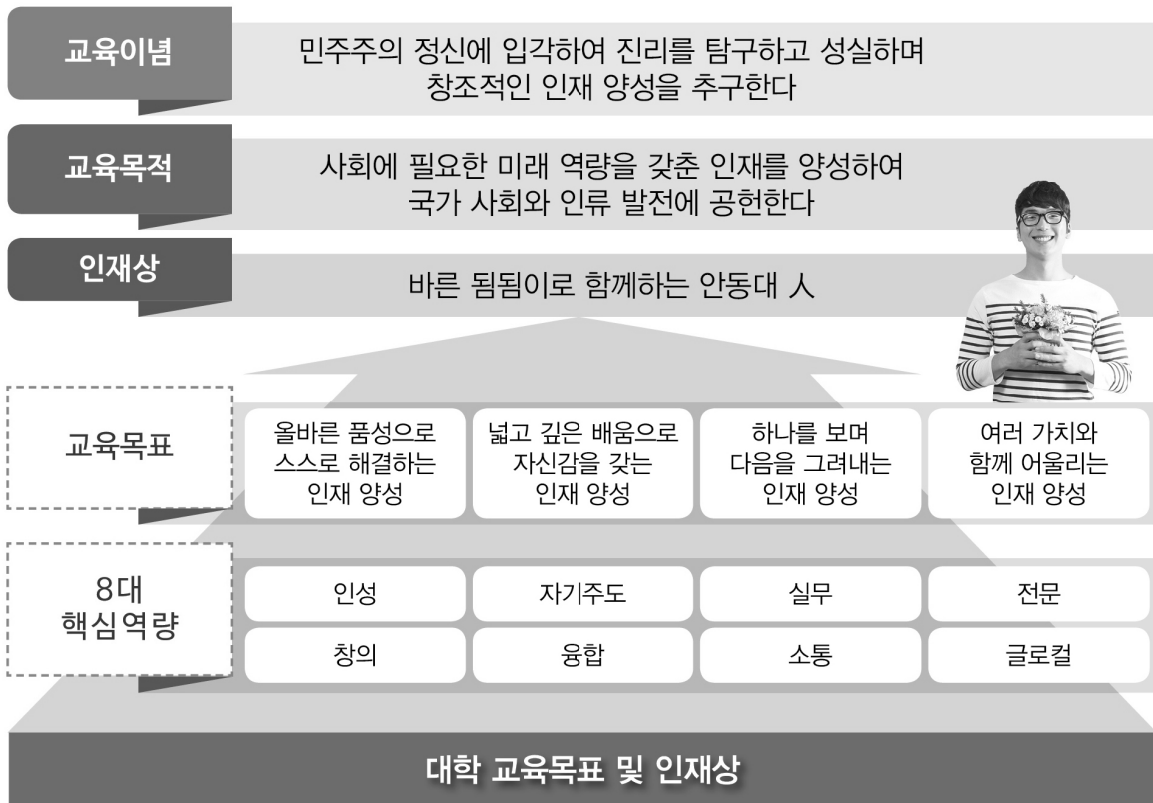 교육이념
민주주의 정신에 입각하여 진리를 탐구하고 성실하며
창조적인 인재 양성을 추구한다
교육목적
사회에 필요한 미래 역량을 갖춘 인재를 양성하여
국가 사회와 인류 발전에 공헌한다
인재상
바른 됨됨이로 함께하는 안동대 人
교육목표
올바른 품성으로
스스로 해결하는
인재 양성
넓고 깊은 배움으로
자신감을 갖는
인재 양성
하나를 보며
다음을 그려내는
인재 양성
여러 가치와
함께 어울리는
인재 양성
8대
핵심역량
인성
자기주도
실무
전문
창의
융합
소통
글로컬
대학 교육목표 및 인재상